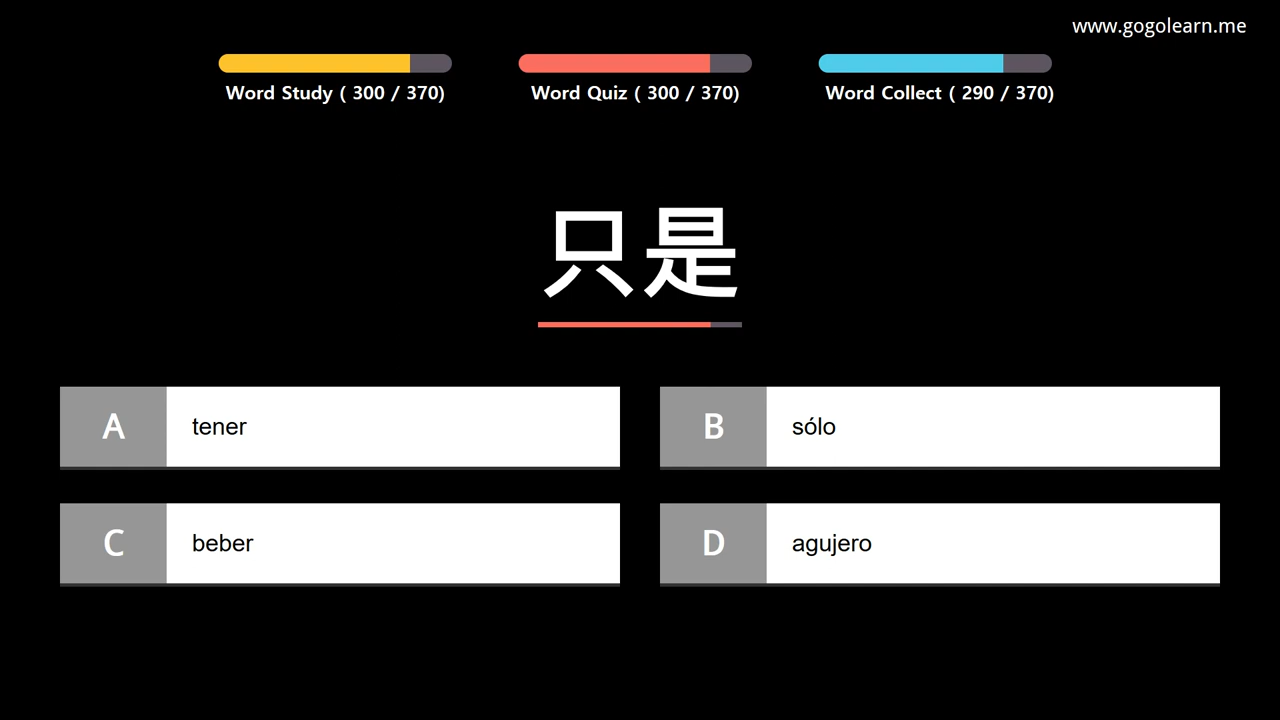 www.gogolearn.me
Word Study ( 300 / 370)
Word Quiz ( 300 / 370)
Word Collect ( 290 / 370)
只是
A tener
B sólo
C beber
D agujero